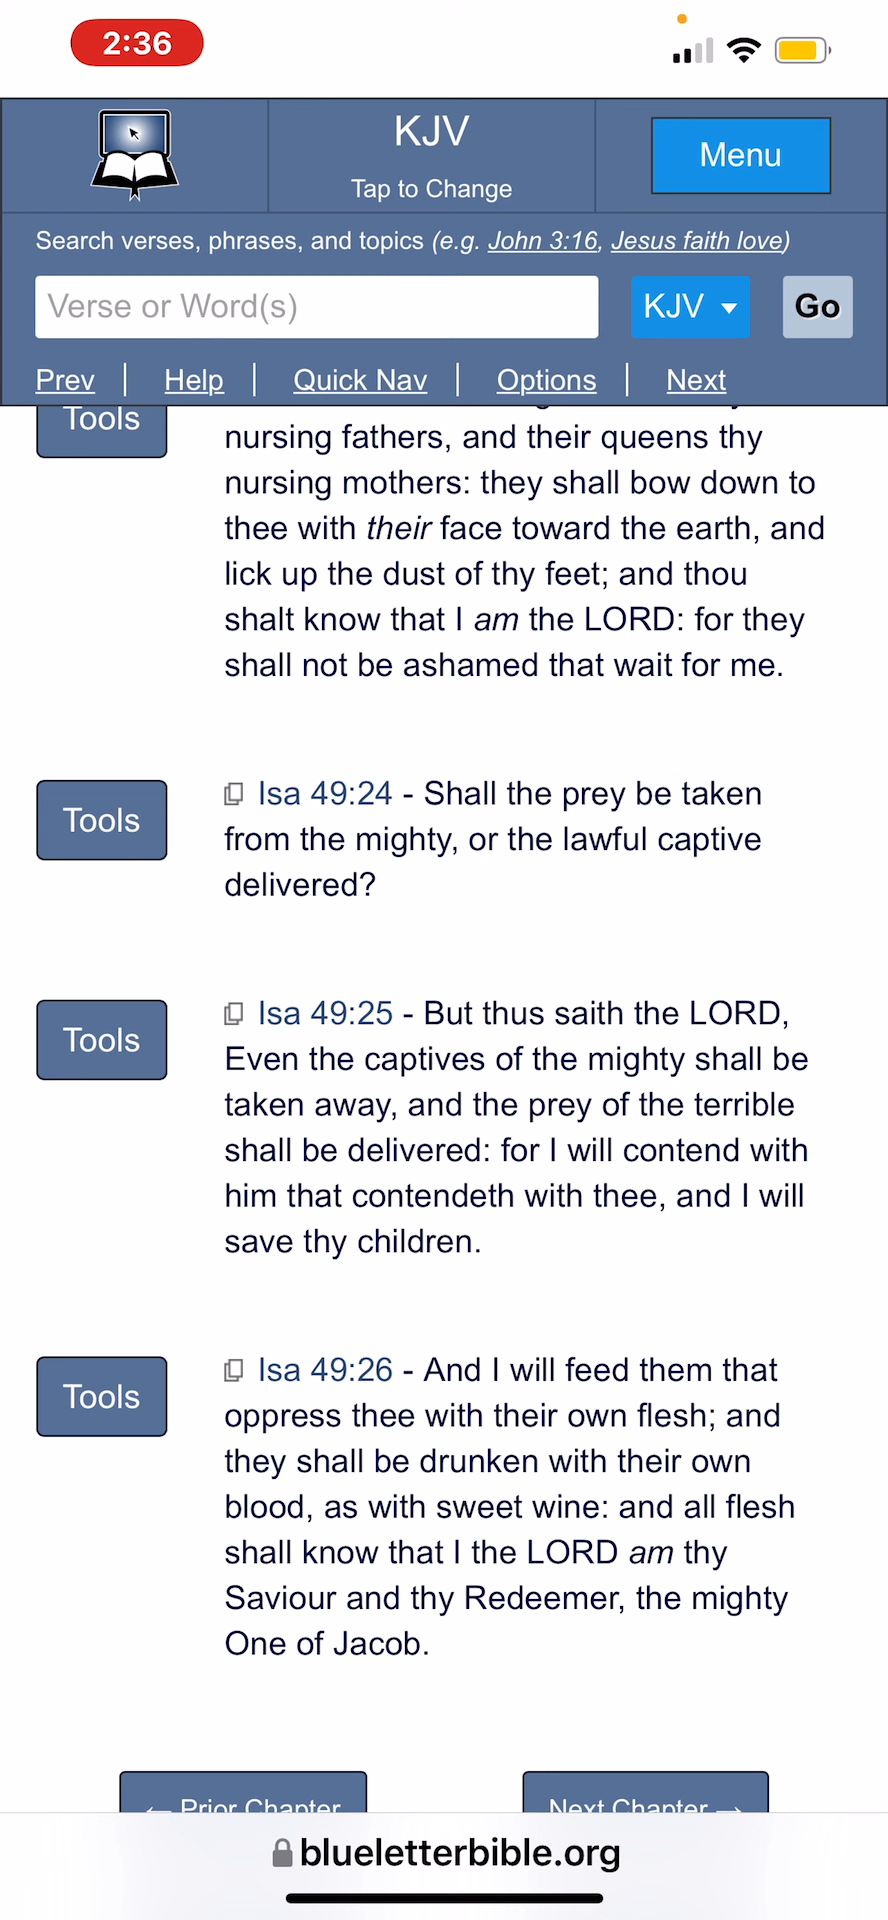 2:36
KJV
Tap to Change
Menu
Search verses, phrases, and topics (e.g. John 3:16, Jesus faith love)
Verse or Word(s)
KJV
Go
Prev | Help | Quick Nav | Options | Next
Tools
nursing fathers, and their queens thy
nursing mothers: they shall bow down to
thee with their face toward the earth, and
lick up the dust of thy feet; and thou
shalt know that I am the LORD: for they
shall not be ashamed that wait for me.
Tools
Isa 49:24 - Shall the prey be taken
from the mighty, or the lawful captive
delivered?
Tools
Isa 49:25 - But thus saith the LORD,
Even the captives of the mighty shall be
taken away, and the prey of the terrible
shall be delivered: for I will contend with
him that contendeth with thee, and I will
save thy children.
Tools
Isa 49:26 - And I will feed them that
oppress thee with their own flesh; and
they shall be drunken with their own
blood, as with sweet wine: and all flesh
shall know that I the LORD am thy
Saviour and thy Redeemer, the mighty
One of Jacob.
← Prior Chapter
Next Chapter →
blueletterbible.org